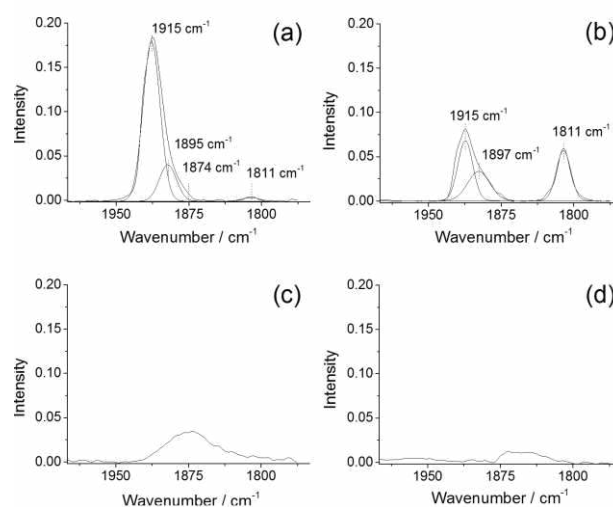 (a)
1915 cm⁻¹
1895 cm⁻¹
1874 cm⁻¹
1811 cm⁻¹
Intensity
0.20
0.15
0.10
0.05
0.00
1950 1875 1800
Wavenumber / cm⁻¹
(b)
1915 cm⁻¹
1897 cm⁻¹
1811 cm⁻¹
Intensity
0.20
0.15
0.10
0.05
0.00
1950 1875 1800
Wavenumber / cm⁻¹
(c)
Intensity
0.20
0.15
0.10
0.05
0.00
1950 1875 1800
Wavenumber / cm⁻¹
(d)
Intensity
0.20
0.15
0.10
0.05
0.00
1950 1875 1800
Wavenumber / cm⁻¹